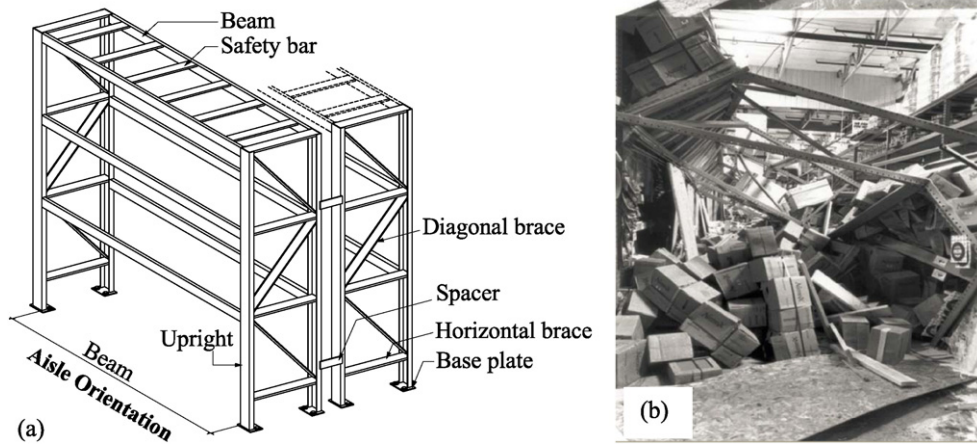 Beam
Safety bar
Diagonal brace
Spacer
Upright
Horizontal brace
Base plate
Beam
Aisle Orientation
(a)
(b)